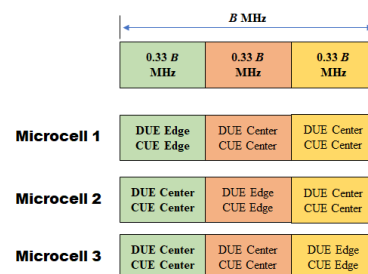 B MHz
0.33 B 0.33 B 0.33 B
MHz MHz MHz
Microcell 1
DUE Edge DUE Center DUE Center
CUE Edge CUE Center CUE Center
Microcell 2
DUE Center DUE Edge DUE Center
CUE Center CUE Edge CUE Center
Microcell 3
DUE Center DUE Center DUE Edge
CUE Center CUE Center CUE Edge